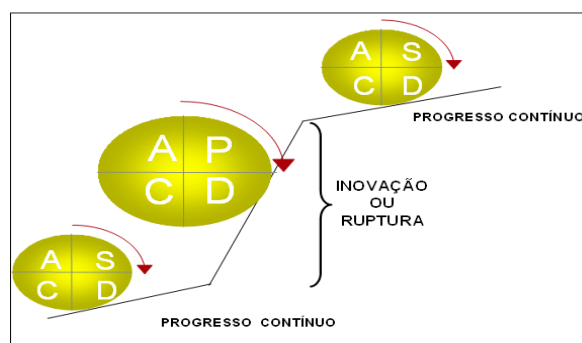 A S
C D
PROGRESSO CONTÍNUO
A P
C D
INOVAÇÃO
OU
RUPTURA
A S
C D
PROGRESSO CONTÍNUO